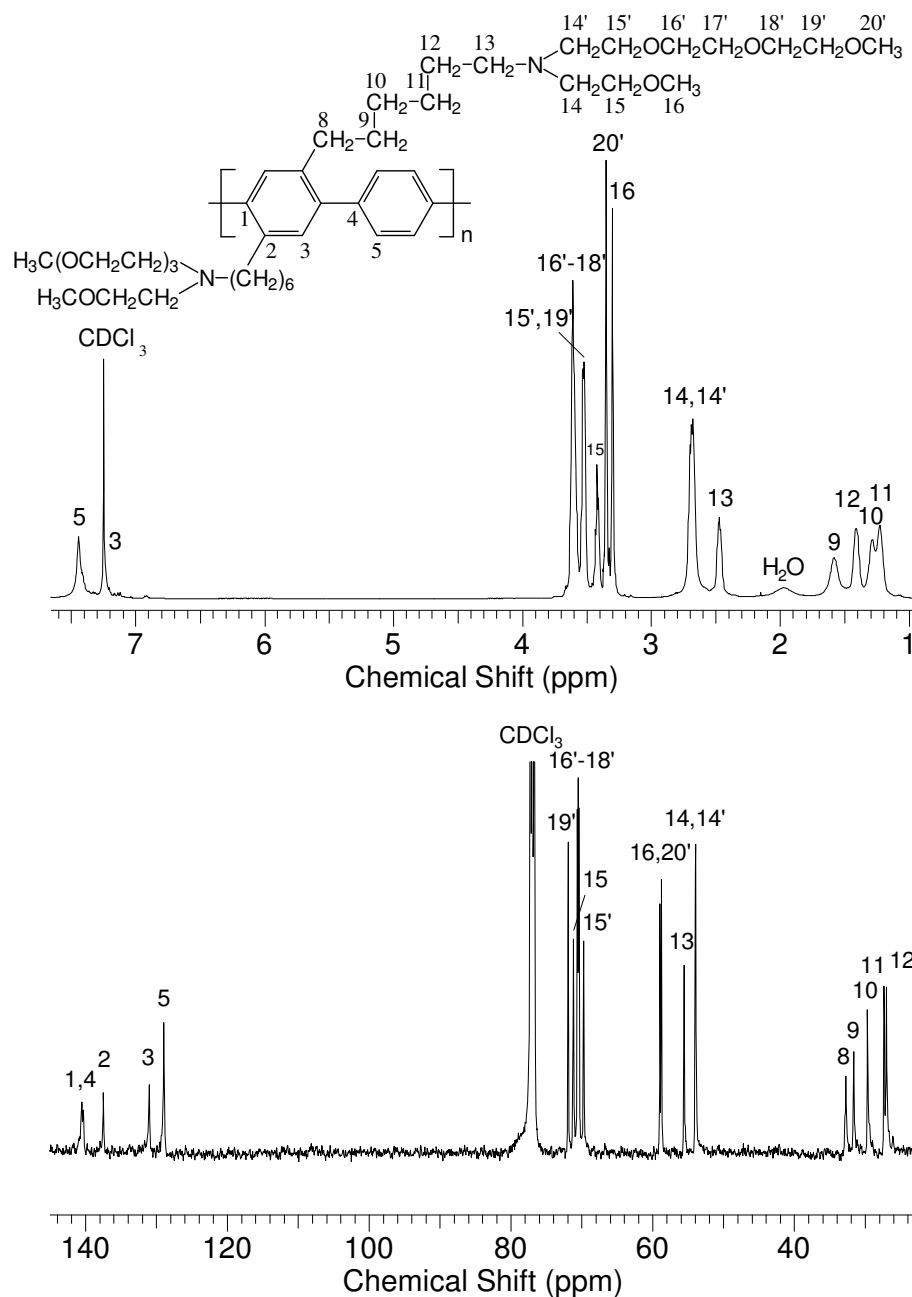 14' 15' 16' 17' 18' 19' 20'
12 13 CH2CH2OCH2CH2OCH2CH2OCH3
CH2-CH2 N
10 11 CH2CH2OCH3
CH2-CH2 14 15 16
8 9
CH2-CH2
20'
16
1 4 n
2 3 5
H3C(OCH2CH2)3
N (CH2)6
H3COCH2CH2
16'-18'
15',19'
CDCl3
14,14'
15
5 3
13
12 11
10
9
H2O
7 6 5 4 3 2 1
Chemical Shift (ppm)
CDCl3
16'-18'
19' 14,14'
16,20'
15
15'
13
11 12
10
9
8
5
3
2
1,4
140 120 100 80 60 40
Chemical Shift (ppm)